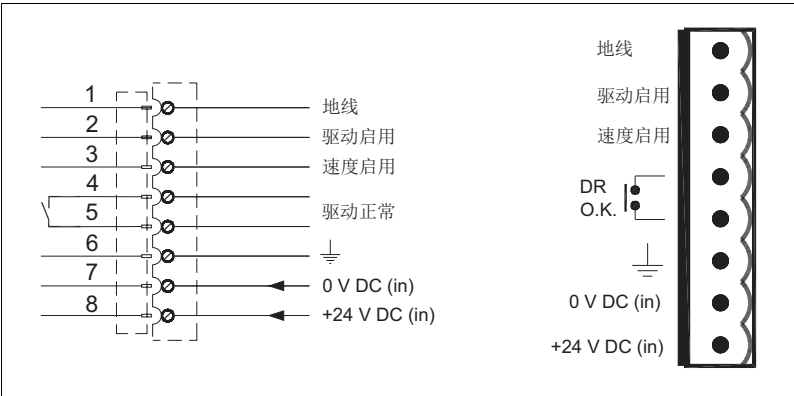 1
地线
2
驱动启用
3
速度启用
4
驱动正常
5
6
7
0 V DC (in)
8
+24 V DC (in)
地线
驱动启用
速度启用
DR
O.K.
0 V DC (in)
+24 V DC (in)